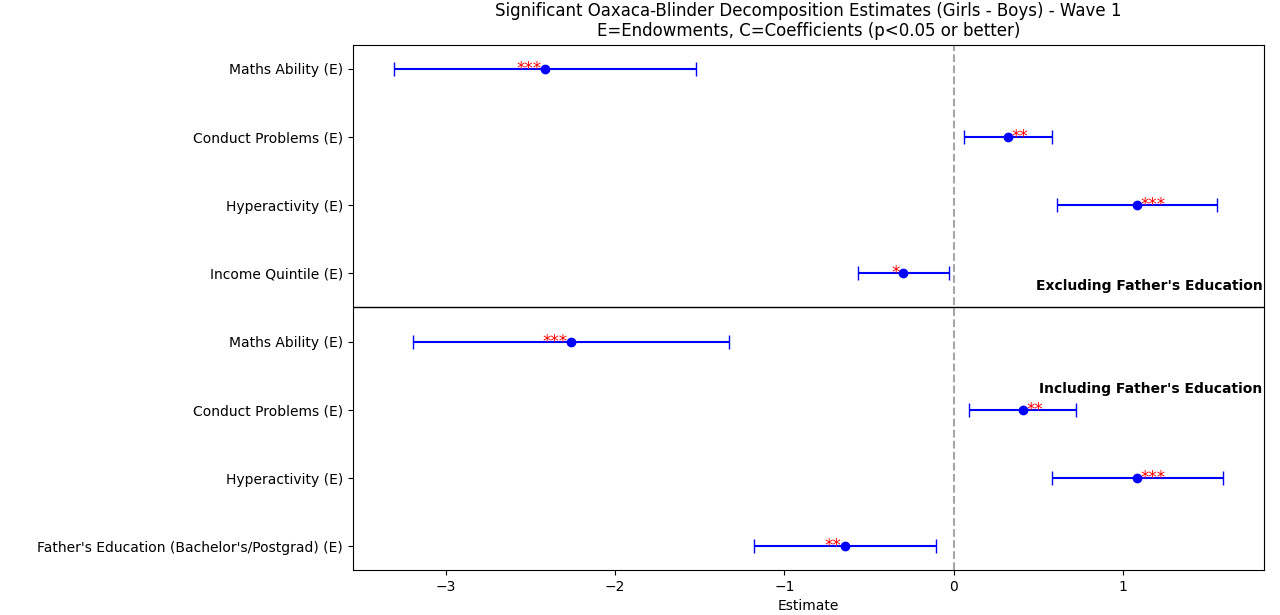 Significant Oaxaca-Blinder Decomposition Estimates (Girls - Boys) - Wave 1
E=Endowments, C=Coefficients (p<0.05 or better)
Maths Ability (E)
***
Conduct Problems (E)
**
Hyperactivity (E)
***
Income Quintile (E)
*
Excluding Father's Education
Maths Ability (E)
***
Including Father's Education
Conduct Problems (E)
**
Hyperactivity (E)
***
Father's Education (Bachelor's/Postgrad) (E)
**
−3 −2 −1 0 1
Estimate